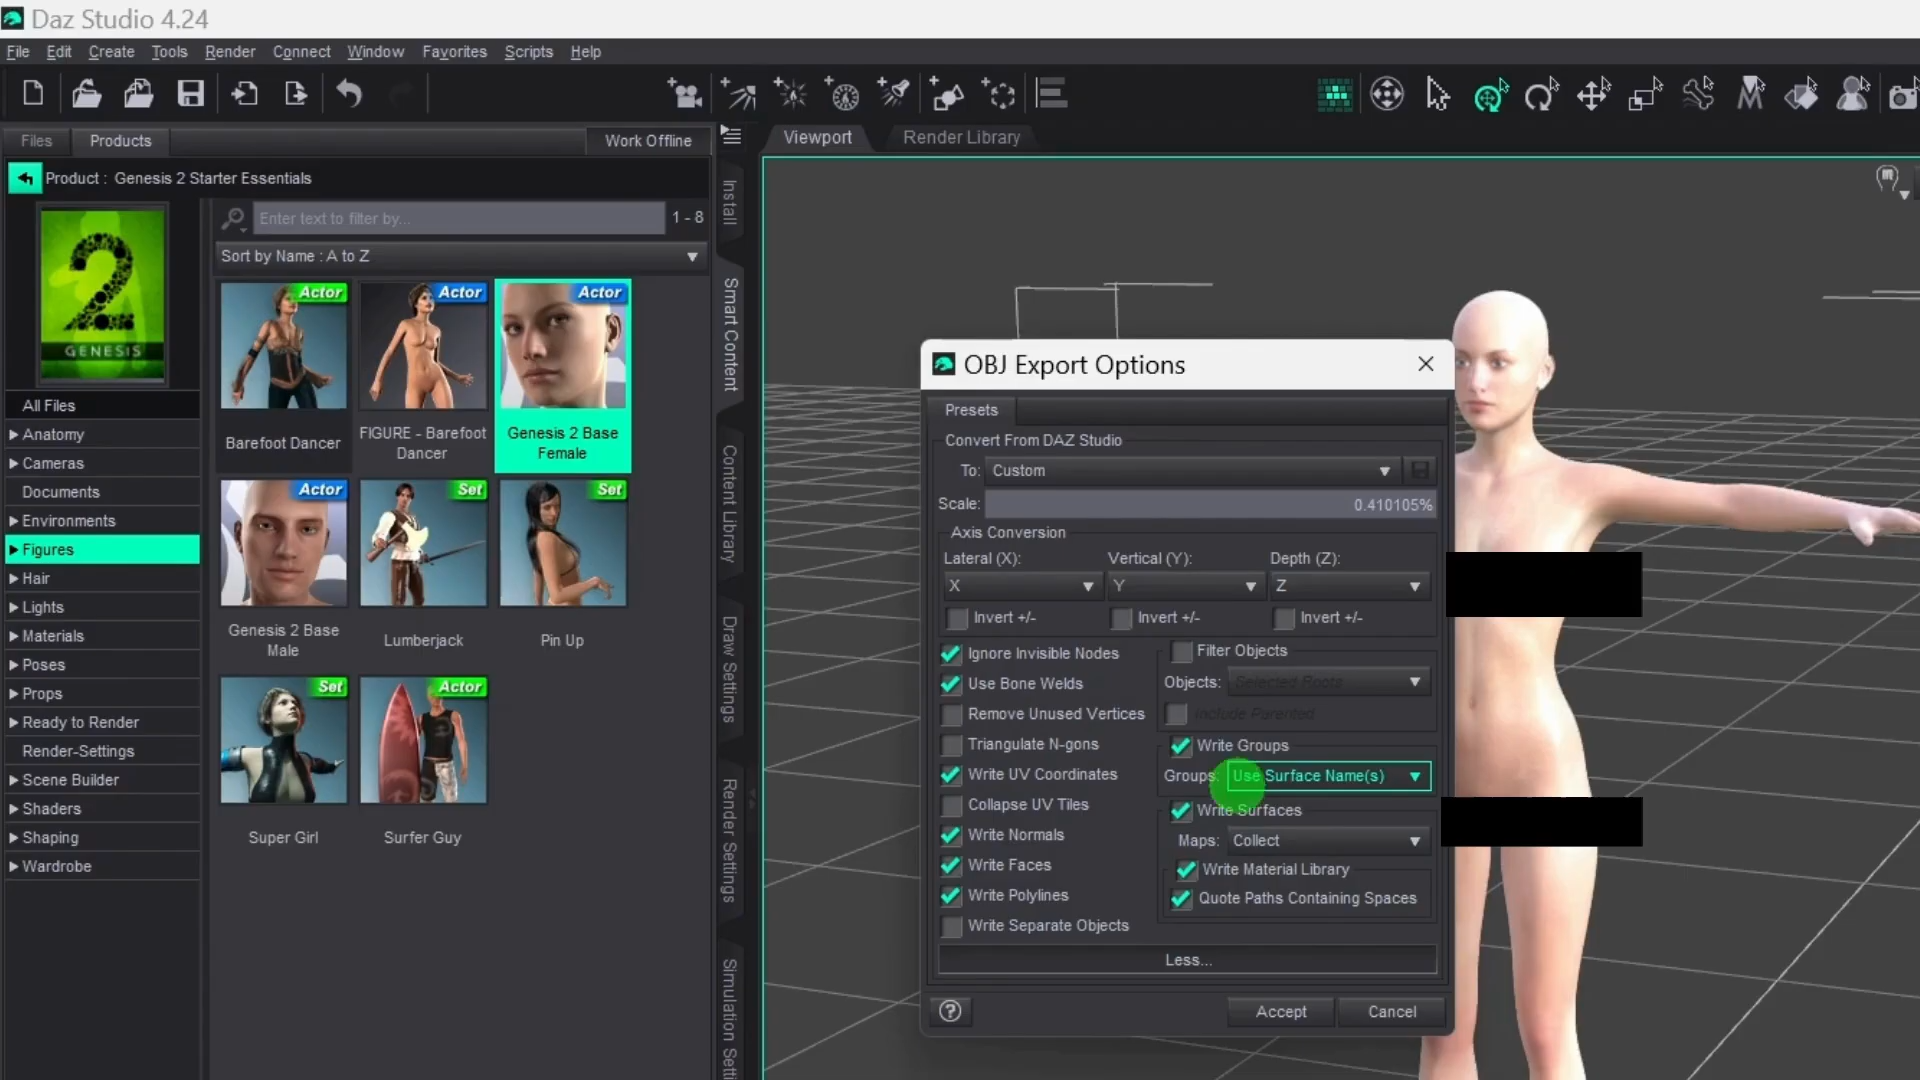 Daz Studio 4.24
File Edit Create Tools Render Connect Window Favorites Scripts Help
Files Products Work Offline
Viewport Render Library
Product : Genesis 2 Starter Essentials
Enter text to filter by...
1 - 8
Sort by Name : A to Z
2
GENESIS
All Files
Anatomy
Cameras
Documents
Environments
Figures
Hair
Lights
Materials
Poses
Props
Ready to Render
Render-Settings
Scene Builder
Shaders
Shaping
Wardrobe
Actor
Actor
Actor
Barefoot Dancer
FIGURE - Barefoot
Dancer
Genesis 2 Base
Female
Actor
Set
Set
Genesis 2 Base
Male
Lumberjack
Pin Up
Set
Actor
Super Girl
Surfer Guy
Install
Smart Content
Content Library
Draw Settings
Render Settings
Simulation Setti
OBJ Export Options
Presets
Convert From DAZ Studio
To: Custom
Scale: 0.410105%
Axis Conversion
Lateral (X): Vertical (Y): Depth (Z):
X Y Z
Invert +/- Invert +/- Invert +/-
Ignore Invisible Nodes
Use Bone Welds
Remove Unused Vertices
Triangulate N-gons
Write UV Coordinates
Collapse UV Tiles
Write Normals
Write Faces
Write Polylines
Write Separate Objects
Filter Objects
Objects: Selected Roots
Include Parented
Write Groups
Groups: Use Surface Name(s)
Write Surfaces
Maps: Collect
Write Material Library
Quote Paths Containing Spaces
Less...
? Accept Cancel